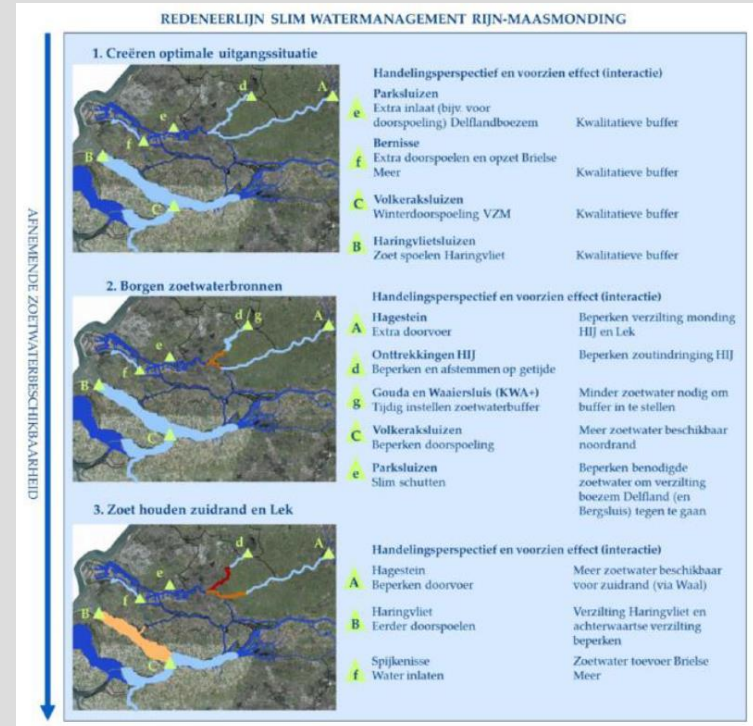 REDENEERLIJN SLIM WATERMANAGEMENT RIJN-MAASMONDING
AFNEMENDE ZOETWATERBESCHIKBAARHEID
1. Creëren optimale uitgangssituatie
d
A
e
f
B
C
Handelingsperspectief en voorzien effect (interactie)
Parksluizen
e
Extra inlaat (bijv. voor
doorspoeling) Delflandboezem
Kwalitatieve buffer
Bernisse
f
Extra doorspoelen en opzet Brielse
Meer
Kwalitatieve buffer
C
Volkeraksluizen
Winterdoorspoeling VZM
Kwalitatieve buffer
B
Haringvlietsluizen
Zoet spoelen Haringvliet
Kwalitatieve buffer
2. Borgen zoetwaterbronnen
d/g
A
e
f
B
C
Handelingsperspectief en voorzien effect (interactie)
A
Hagestein
Extra doorvoer
Beperken verzilting monding
HIJ en Lek
d
Onttrekkingen HIJ
Beperken en afstemmen op getijde
Beperken zoutindringing HIJ
g
Gouda en Waaiersluis (KWA+)
Tijdig instellen zoetwaterbuffer
Minder zoetwater nodig om
buffer in te stellen
C
Volkeraksluizen
Beperken doorspoeling
Meer zoetwater beschikbaar
noordrand
e
Parksluizen
Slim schutten
Beperken benodigde
zoetwater om verzilting
boezem Delfland (en
Bergsluis) tegen te gaan
3. Zoet houden zuidrand en Lek
d
A
e
f
B
C
Handelingsperspectief en voorzien effect (interactie)
A
Hagestein
Beperken doorvoer
Meer zoetwater beschikbaar
voor zuidrand (via Waal)
B
Haringvliet
Eerder doorspoelen
Verzilting Haringvliet en
achterwaartse verzilting
beperken
f
Spijkenisse
Water inlaten
Zoetwater toevoer Brielse
Meer